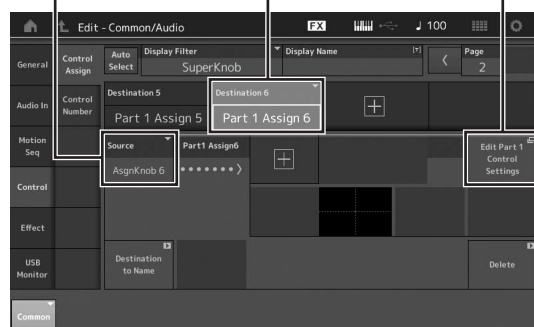 Edit - Common/Audio
FX
♩ 100
General
Control Assign
Auto Select
Display Filter
SuperKnob
Display Name
[T]
Page
2
Audio In
Control Number
Destination 5
Part 1 Assign 5
Destination 6
Part 1 Assign 6
Motion Seq
Source
AsgnKnob 6
Part1 Assign6
Edit Part 1 Control Settings
Control
Effect
USB Monitor
Destination to Name
Delete
Common